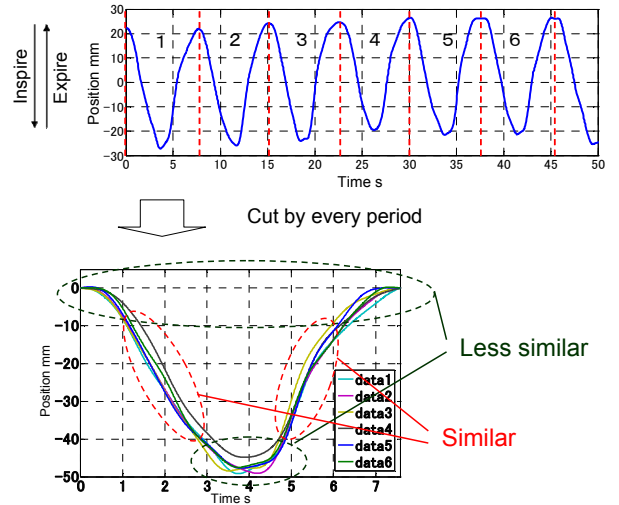 30
20
10
0
-10
-20
-30
Position mm
Inspire
Expire
1 2 3 4 5 6
0 5 10 15 20 25 30 35 40 45 50
Time s
Cut by every period
0
-10
-20
-30
-40
-50
Position mm
0 1 2 3 4 5 6 7
Time s
data1
data2
data3
data4
data5
data6
Less similar
Similar